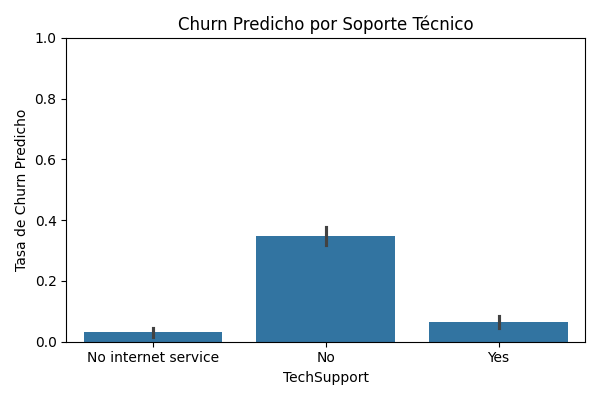 Churn Predicho por Soporte Técnico
Tasa de Churn Predicho
1.0
0.8
0.6
0.4
0.2
0.0
No internet service
No
Yes
TechSupport